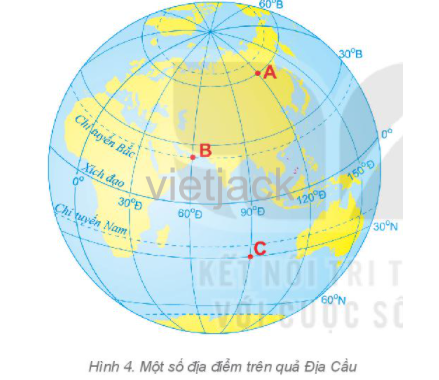 60°B
30°B
A
Chí tuyến Bắc
B
0°
Xích đạo
vietjack
150°Đ
0°
30°Đ
60°Đ
90°Đ
120°Đ
Chí tuyến Nam
30°N
C
KẾT NỐI TRI T
VỚI CUỘC SỐ
60°N
Hình 4. Một số địa điểm trên quả Địa Cầu